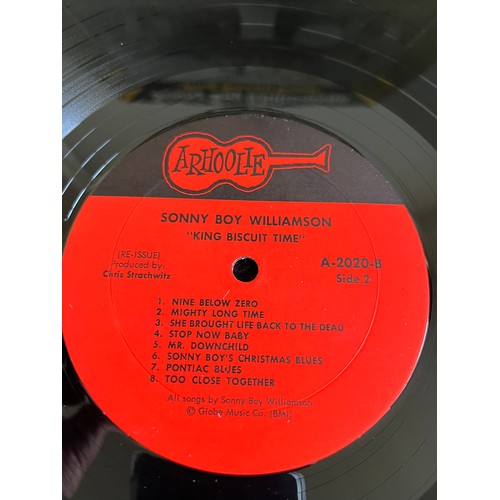 ARHOOLIE
SONNY BOY WILLIAMSON
"KING BISCUIT TIME"
(RE-ISSUE)
Produced by:
Chris Strachwitz
A-2020-B
Side 2
1. NINE BELOW ZERO
2. MIGHTY LONG TIME
3. SHE BROUGHT LIFE BACK TO THE DEAD
4. STOP NOW BABY
5. MR. DOWNCHILD
6. SONNY BOY'S CHRISTMAS BLUES
7. PONTIAC BLUES
8. TOO CLOSE TOGETHER
All songs by Sonny Boy Williamson
© Globe Music Co. (BMI)